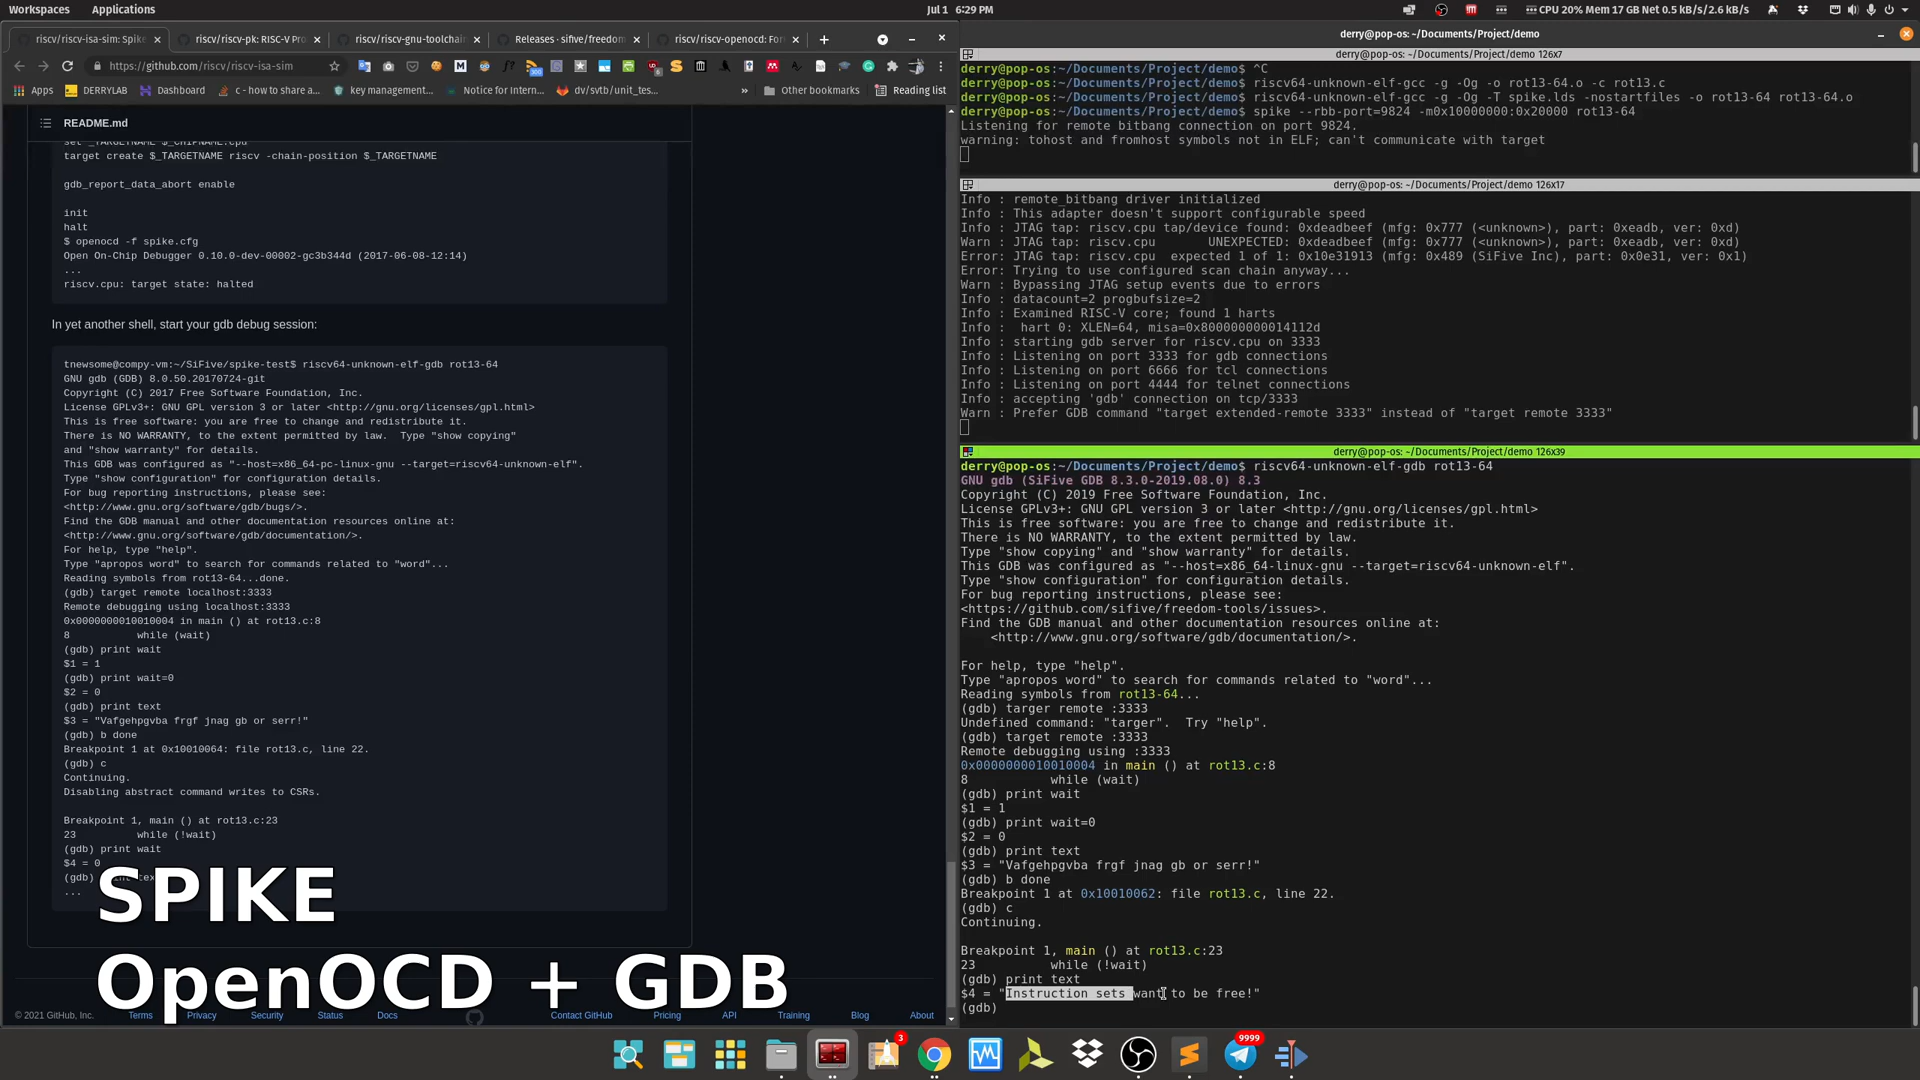 Workspaces Applications
Jul 1 6:29 PM
CPU 20% Mem 17 GB Net 0.5 kB/s/2.6 kB/s
riscv/riscv-isa-sim: Spike
riscv/riscv-pk: RISC-V Pro
riscv/riscv-gnu-toolchai
Releases · sifive/freedom
riscv/riscv-openocd: For
https://github.com/riscv/riscv-isa-sim
Apps
DERRYLAB
Dashboard
c - how to share a...
key management...
Notice for Intern...
dv/svtb/unit_tes...
»
Other bookmarks
Reading list
README.md
set _TARGETNAME $_CHIPNAME.cpu
target create $_TARGETNAME riscv -chain-position $_TARGETNAME
gdb_report_data_abort enable
init
halt
$ openocd -f spike.cfg
Open On-Chip Debugger 0.10.0-dev-00002-gc3b344d (2017-06-08-12:14)
...
riscv.cpu: target state: halted
In yet another shell, start your gdb debug session:
tnewsome@compy-vm:~/SiFive/spike-test$ riscv64-unknown-elf-gdb rot13-64
GNU gdb (GDB) 8.0.50.20170724-git
Copyright (C) 2017 Free Software Foundation, Inc.
License GPLv3+: GNU GPL version 3 or later <http://gnu.org/licenses/gpl.html>
This is free software: you are free to change and redistribute it.
There is NO WARRANTY, to the extent permitted by law.  Type "show copying"
and "show warranty" for details.
This GDB was configured as "--host=x86_64-pc-linux-gnu --target=riscv64-unknown-elf".
Type "show configuration" for configuration details.
For bug reporting instructions, please see:
<http://www.gnu.org/software/gdb/bugs/>.
Find the GDB manual and other documentation resources online at:
<http://www.gnu.org/software/gdb/documentation/>.
For help, type "help".
Type "apropos word" to search for commands related to "word"...
Reading symbols from rot13-64...done.
(gdb) target remote localhost:3333
Remote debugging using localhost:3333
0x0000000010010004 in main () at rot13.c:8
8 while (wait)
(gdb) print wait
$1 = 1
(gdb) print wait=0
$2 = 0
(gdb) print text
$3 = "Vafgehpgvba frgf jnag gb or serr!"
(gdb) b done
Breakpoint 1 at 0x10010064: file rot13.c, line 22.
(gdb) c
Continuing.
Disabling abstract command writes to CSRs.
Breakpoint 1, main () at rot13.c:23
23 while (!wait)
(gdb) print wait
$4 = 0
(gdb)
...
SPIKE
OpenOCD + GDB
© 2021 GitHub, Inc. Terms Privacy Security Status Docs Contact GitHub Pricing API Training Blog About
derry@pop-os: ~/Documents/Project/demo
derry@pop-os: ~/Documents/Project/demo 126x7
derry@pop-os:~/Documents/Project/demo$ ^C
derry@pop-os:~/Documents/Project/demo$ riscv64-unknown-elf-gcc -g -Og -o rot13-64.o -c rot13.c
derry@pop-os:~/Documents/Project/demo$ riscv64-unknown-elf-gcc -g -Og -T spike.lds -nostartfiles -o rot13-64 rot13-64.o
derry@pop-os:~/Documents/Project/demo$ spike --rbb-port=9824 -m0x10000000:0x20000 rot13-64
Listening for remote bitbang connection on port 9824.
warning: tohost and fromhost symbols not in ELF; can't communicate with target
derry@pop-os: ~/Documents/Project/demo 126x17
Info : remote_bitbang driver initialized
Info : This adapter doesn't support configurable speed
Info : JTAG tap: riscv.cpu tap/device found: 0xdeadbeef (mfg: 0x777 (<unknown>), part: 0xeadb, ver: 0xd)
Warn : JTAG tap: riscv.cpu UNEXPECTED: 0xdeadbeef (mfg: 0x777 (<unknown>), part: 0xeadb, ver: 0xd)
Error: JTAG tap: riscv.cpu expected 1 of 1: 0x10e31913 (mfg: 0x489 (SiFive Inc), part: 0x0e31, ver: 0x1)
Error: Trying to use configured scan chain anyway...
Warn : Bypassing JTAG setup events due to errors
Info : datacount=2 progbufsize=2
Info : Examined RISC-V core; found 1 harts
Info :  hart 0: XLEN=64, misa=0x800000000014112d
Info : starting gdb server for riscv.cpu on 3333
Info : Listening on port 3333 for gdb connections
Info : Listening on port 6666 for tcl connections
Info : Listening on port 4444 for telnet connections
Info : accepting 'gdb' connection on tcp/3333
Warn : Prefer GDB command "target extended-remote 3333" instead of "target remote 3333"
derry@pop-os: ~/Documents/Project/demo 126x39
derry@pop-os:~/Documents/Project/demo$ riscv64-unknown-elf-gdb rot13-64
GNU gdb (SiFive GDB 8.3.0-2019.08.0) 8.3
Copyright (C) 2019 Free Software Foundation, Inc.
License GPLv3+: GNU GPL version 3 or later <http://gnu.org/licenses/gpl.html>
This is free software: you are free to change and redistribute it.
There is NO WARRANTY, to the extent permitted by law.
Type "show copying" and "show warranty" for details.
This GDB was configured as "--host=x86_64-linux-gnu --target=riscv64-unknown-elf".
Type "show configuration" for configuration details.
For bug reporting instructions, please see:
<https://github.com/sifive/freedom-tools/issues>.
Find the GDB manual and other documentation resources online at:
<http://www.gnu.org/software/gdb/documentation/>.
For help, type "help".
Type "apropos word" to search for commands related to "word"...
Reading symbols from rot13-64...
(gdb) targer remote :3333
Undefined command: "targer".  Try "help".
(gdb) target remote :3333
Remote debugging using :3333
0x0000000010010004 in main () at rot13.c:8
8 while (wait)
(gdb) print wait
$1 = 1
(gdb) print wait=0
$2 = 0
(gdb) print text
$3 = "Vafgehpgvba frgf jnag gb or serr!"
(gdb) b done
Breakpoint 1 at 0x10010062: file rot13.c, line 22.
(gdb) c
Continuing.
Breakpoint 1, main () at rot13.c:23
23 while (!wait)
(gdb) print text
$4 = "Instruction sets want to be free!"
(gdb)
3
9999